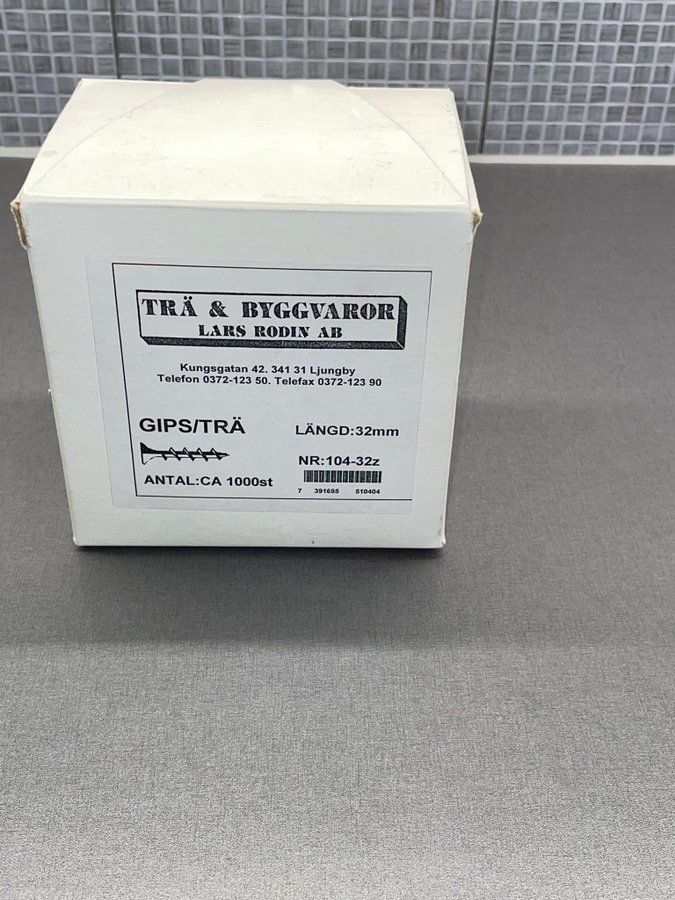 TRÄ & BYGGVAROR
LARS RODIN AB
Kungsgatan 42. 341 31 Ljungby
Telefon 0372-123 50. Telefax 0372-123 90
GIPS/TRÄ
LÄNGD:32mm
NR:104-32z
ANTAL:CA 1000st
7 391695 510404